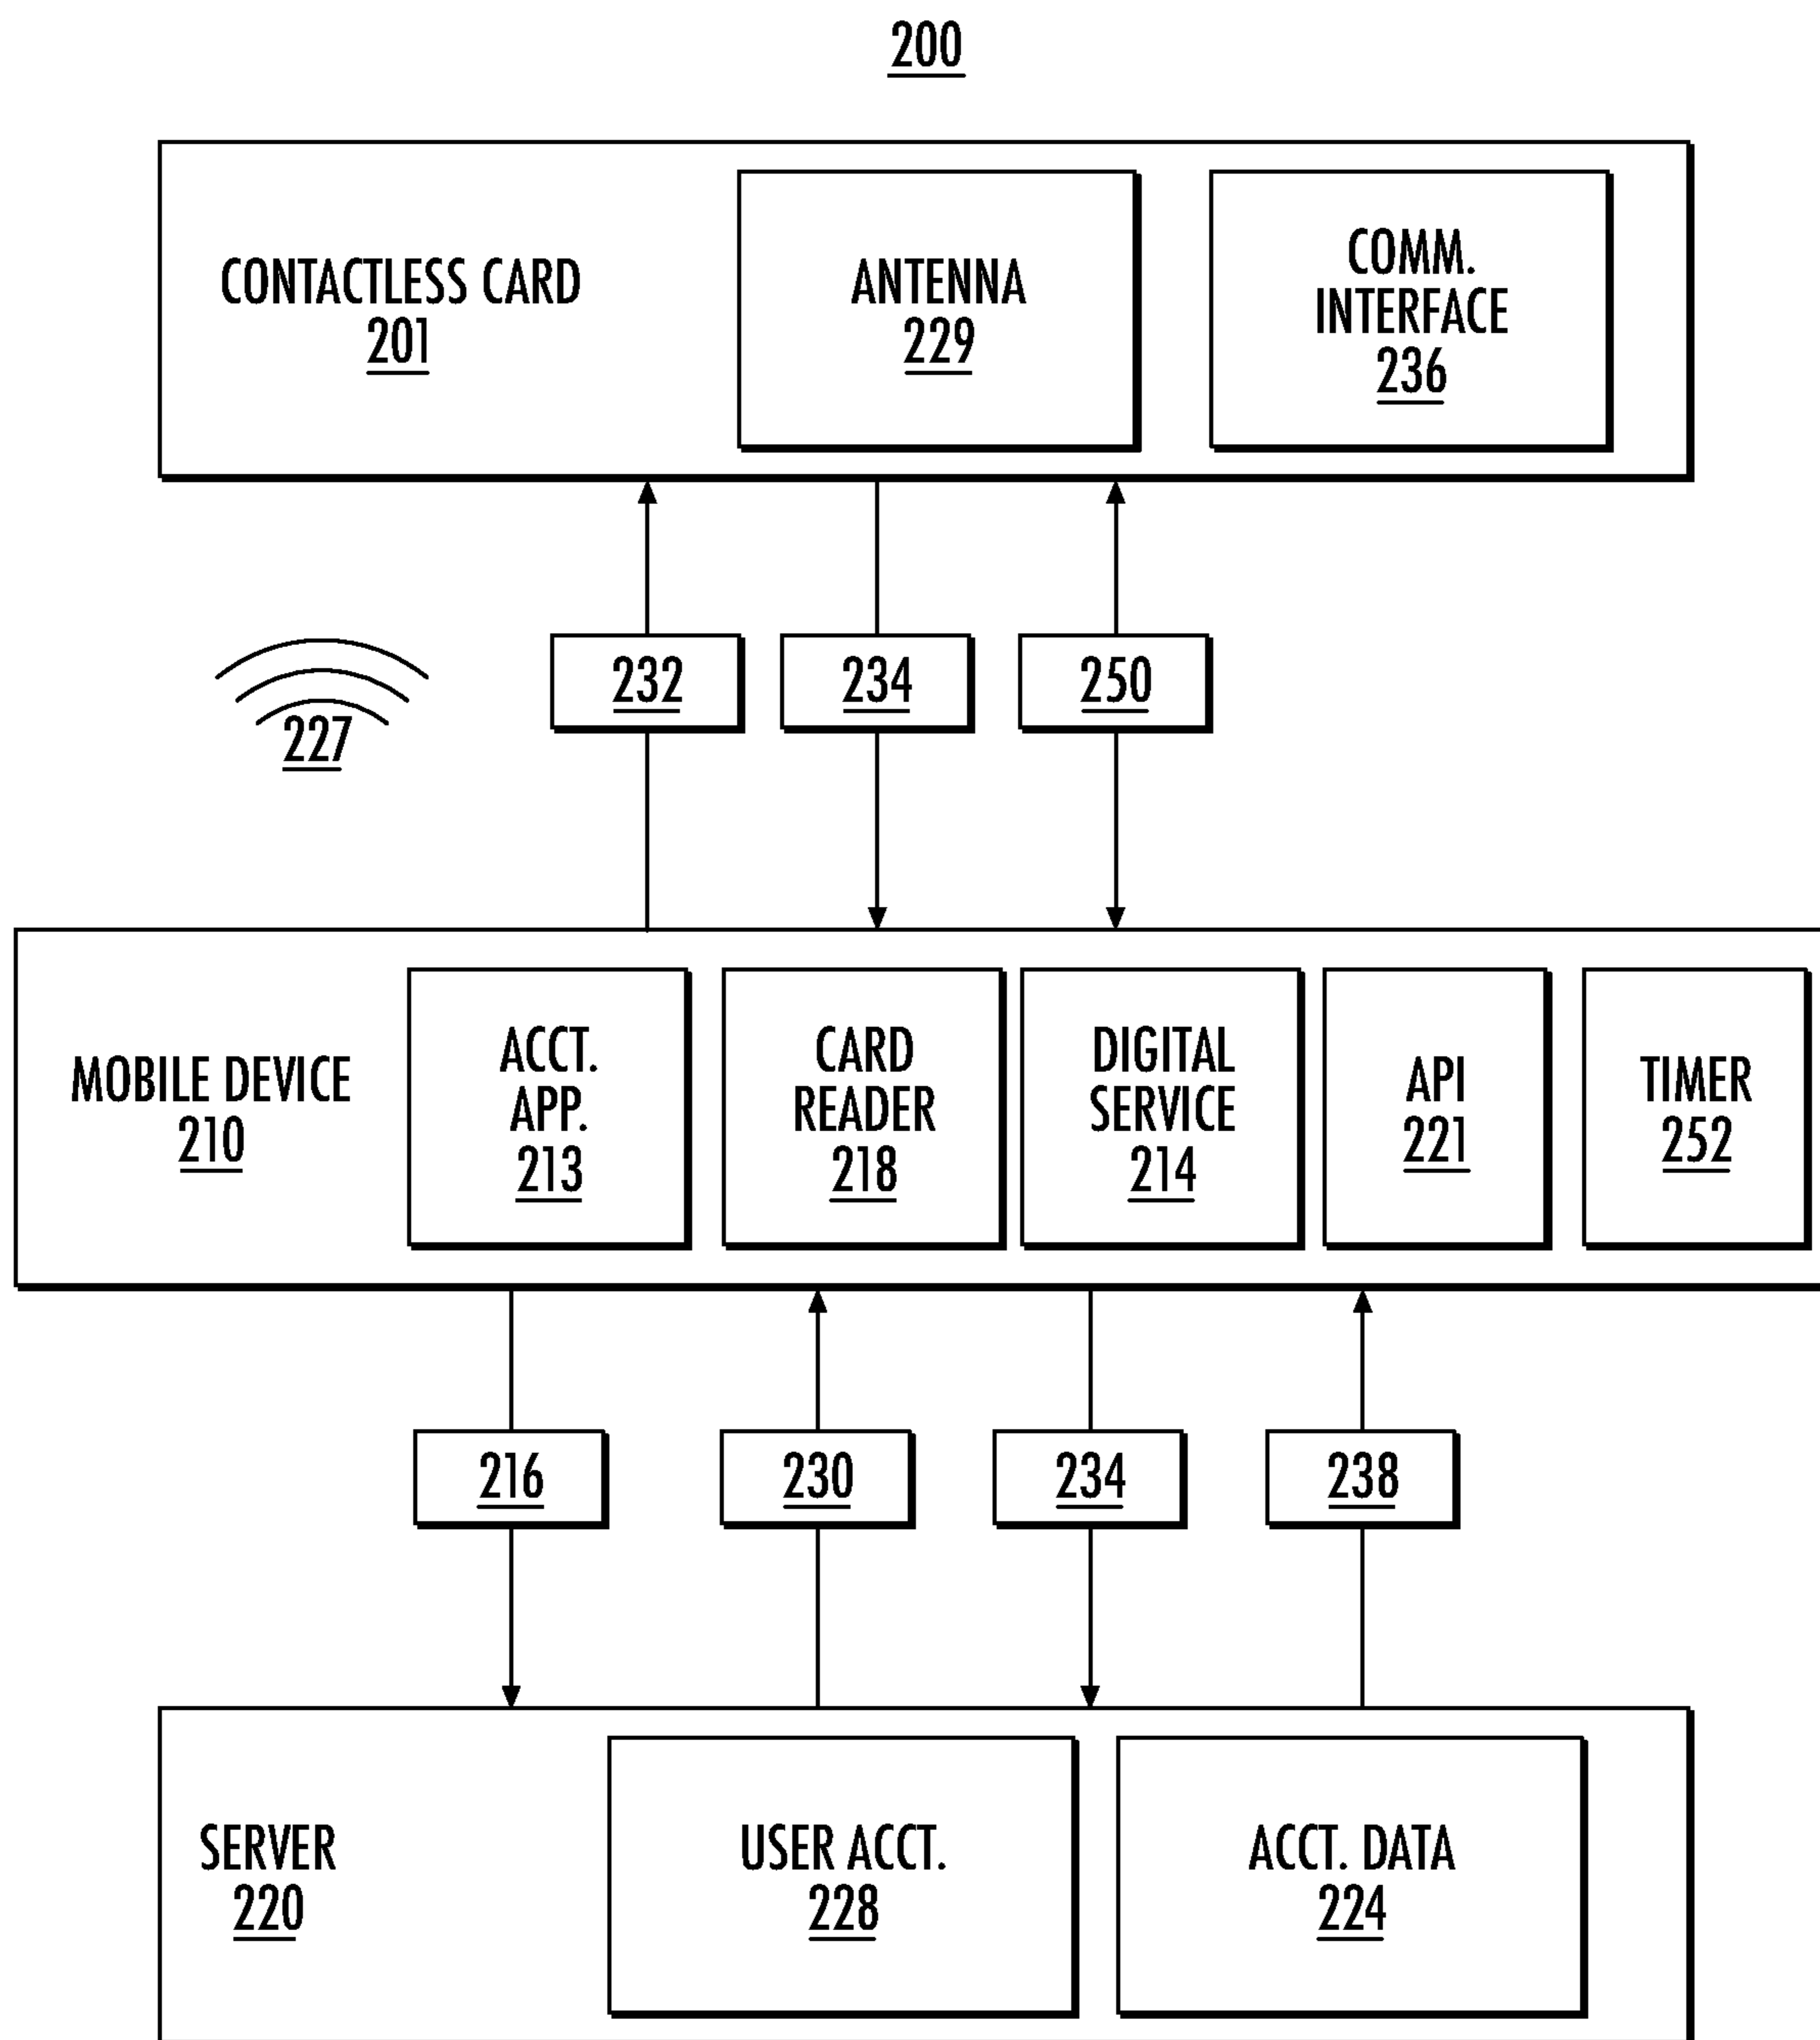 200
CONTACTLESS CARD
201
ANTENNA
229
COMM.
INTERFACE
236
227
232
234
250
MOBILE DEVICE
210
ACCT.
APP.
213
CARD
READER
218
DIGITAL
SERVICE
214
API
221
TIMER
252
216
230
234
238
SERVER
220
USER ACCT.
228
ACCT. DATA
224